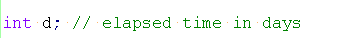 int d; // elapsed time in days